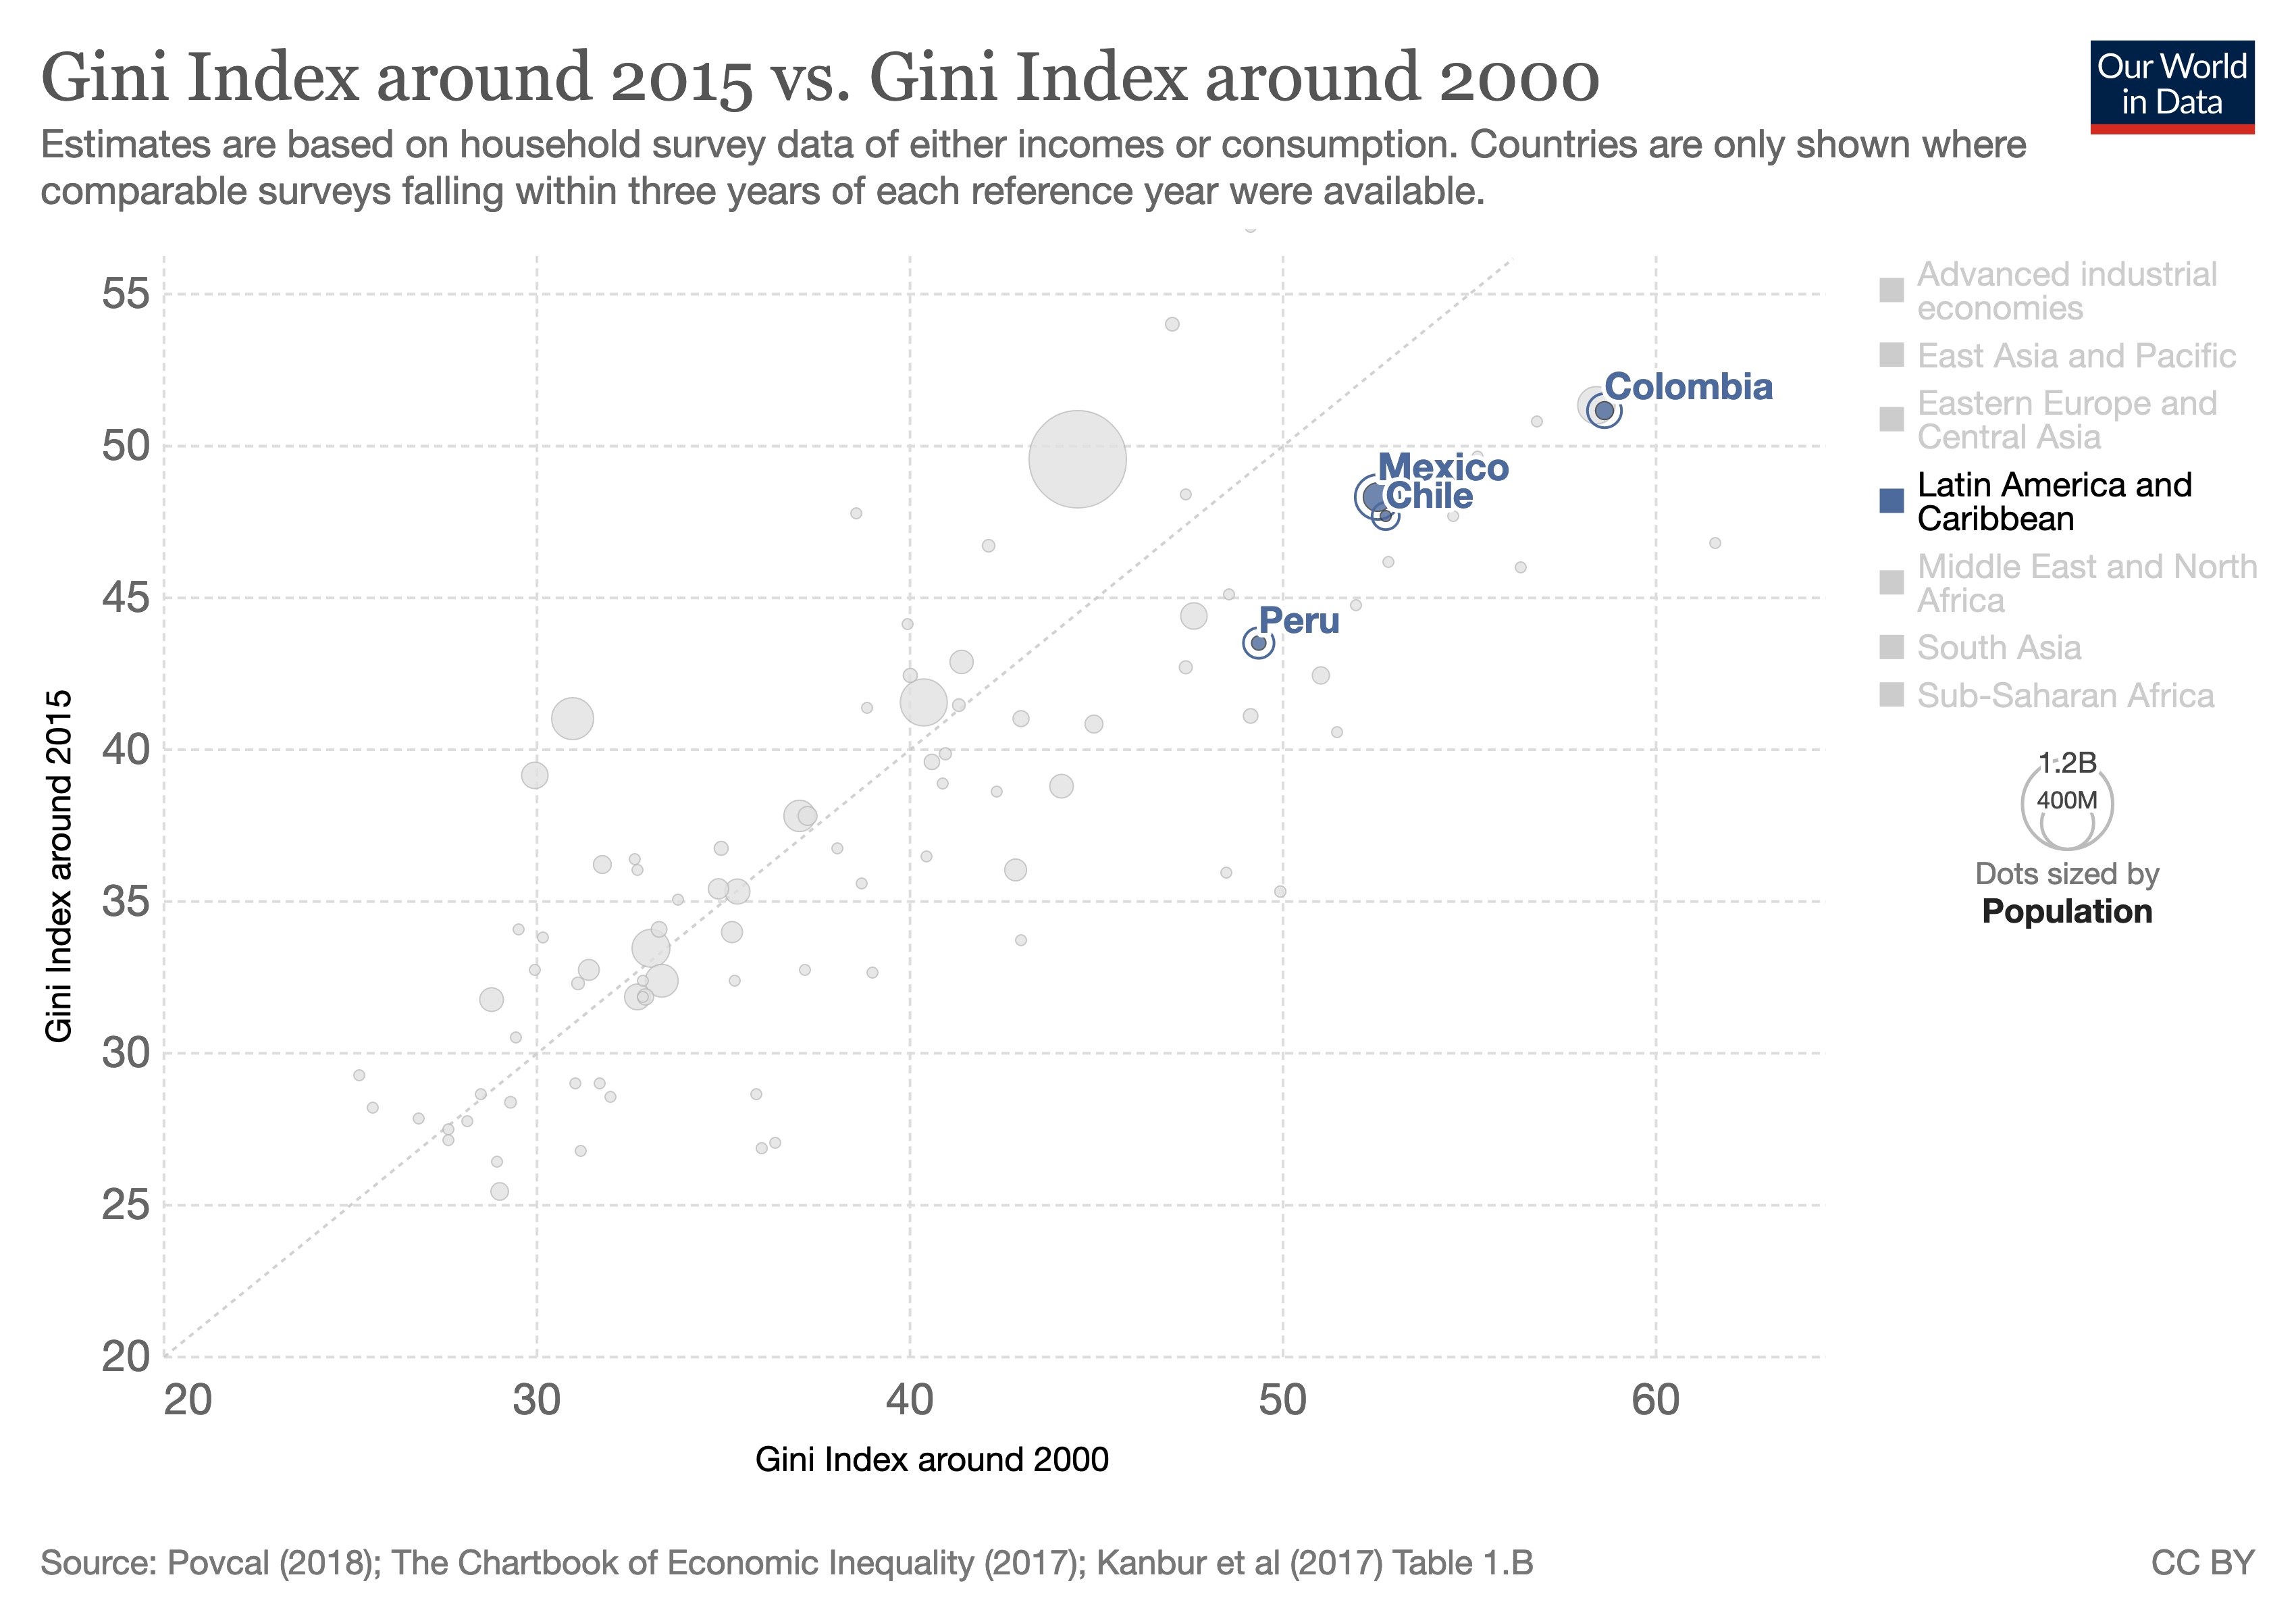 Gini Index around 2015 vs. Gini Index around 2000
Our World
in Data
Estimates are based on household survey data of either incomes or consumption. Countries are only shown where
comparable surveys falling within three years of each reference year were available.
55
50
45
40
35
30
25
20
Gini Index around 2015
20
30
40
50
60
Gini Index around 2000
Colombia
Mexico
Chile
Peru
Advanced industrial
economies
East Asia and Pacific
Eastern Europe and
Central Asia
Latin America and
Caribbean
Middle East and North
Africa
South Asia
Sub-Saharan Africa
1.2B
400M
Dots sized by
Population
Source: Povcal (2018); The Chartbook of Economic Inequality (2017); Kanbur et al (2017) Table 1.B
CC BY